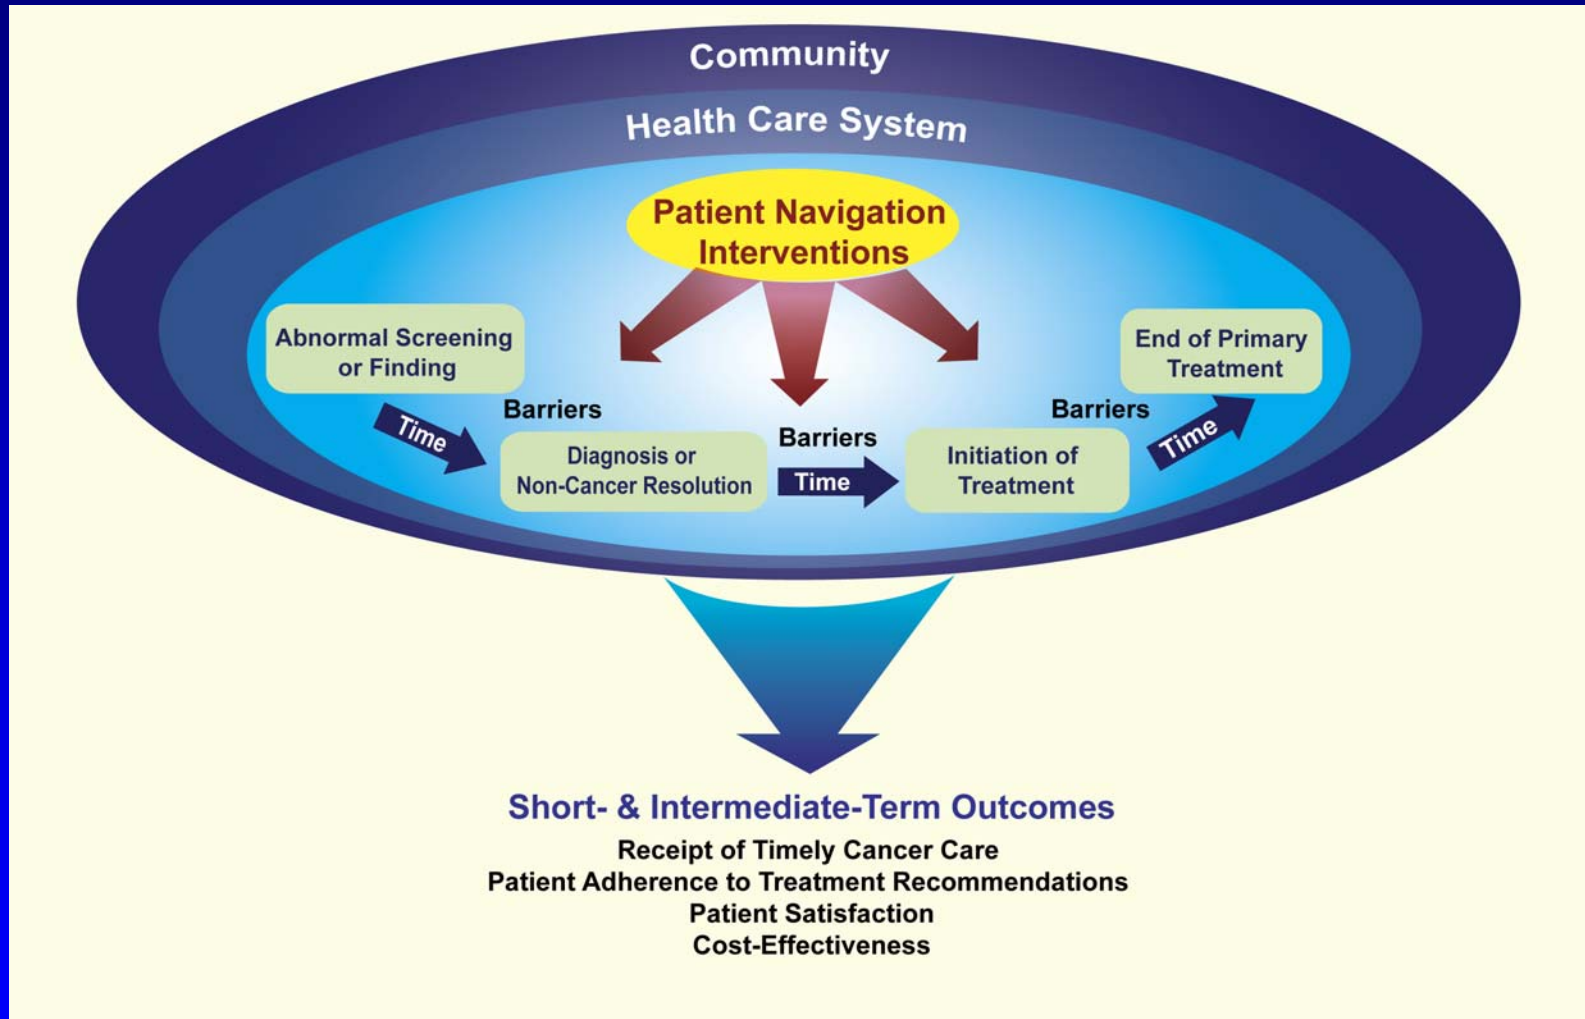 Community
Health Care System
Patient Navigation
Interventions
Abnormal Screening
or Finding
End of Primary
Treatment
Time
Barriers
Diagnosis or
Non-Cancer Resolution
Barriers
Time
Initiation of
Treatment
Barriers
Time
Short- & Intermediate-Term Outcomes
Receipt of Timely Cancer Care
Patient Adherence to Treatment Recommendations
Patient Satisfaction
Cost-Effectiveness